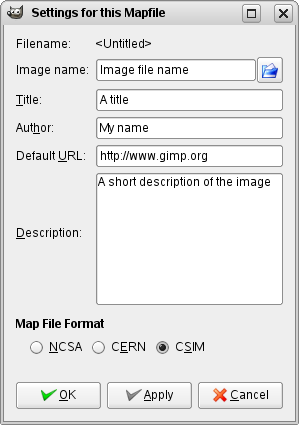 Settings for this Mapfile
Filename: <Untitled>
Image name: Image file name
Title: A title
Author: My name
Default URL: http://www.gimp.org
A short description of the image
Description:
Map File Format
NCSA CERN CSIM
OK Apply Cancel